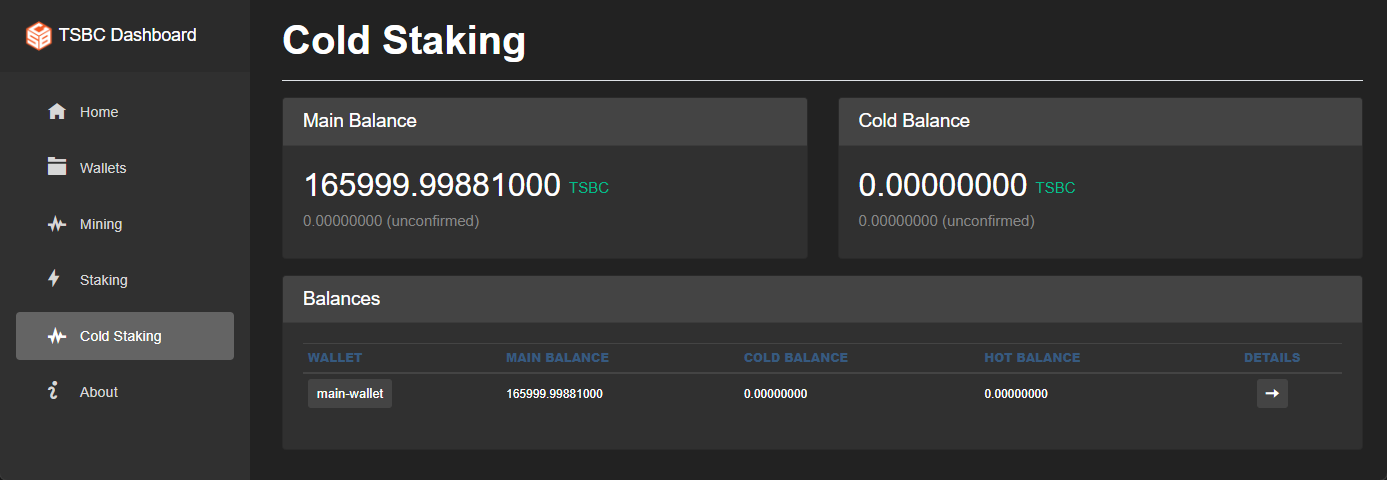 TSBC Dashboard
Home
Wallets
Mining
Staking
Cold Staking
About
Cold Staking
Main Balance
165999.99881000 TSBC
0.00000000 (unconfirmed)
Cold Balance
0.00000000 TSBC
0.00000000 (unconfirmed)
Balances
WALLET MAIN BALANCE COLD BALANCE HOT BALANCE DETAILS
main-wallet 165999.99881000 0.00000000 0.00000000